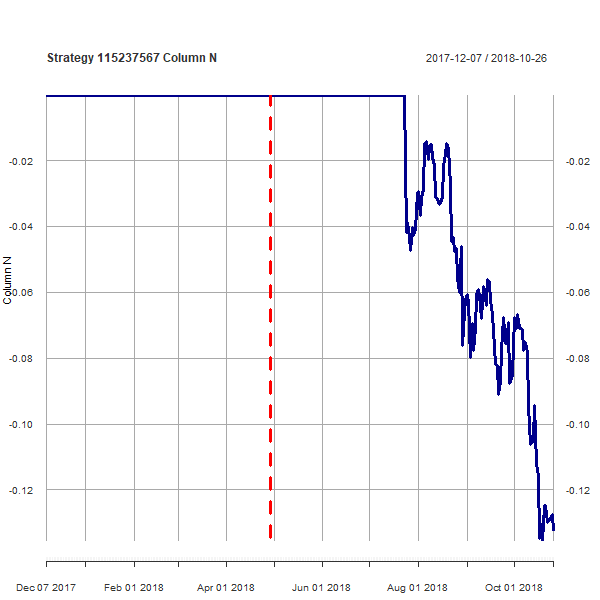 Strategy 115237567 Column N
2017-12-07 / 2018-10-26
-0.02 -0.02
-0.04 -0.04
Column N
-0.06 -0.06
-0.08 -0.08
-0.10 -0.10
-0.12 -0.12
Dec 07 2017 Feb 01 2018 Apr 01 2018 Jun 01 2018 Aug 01 2018 Oct 01 2018